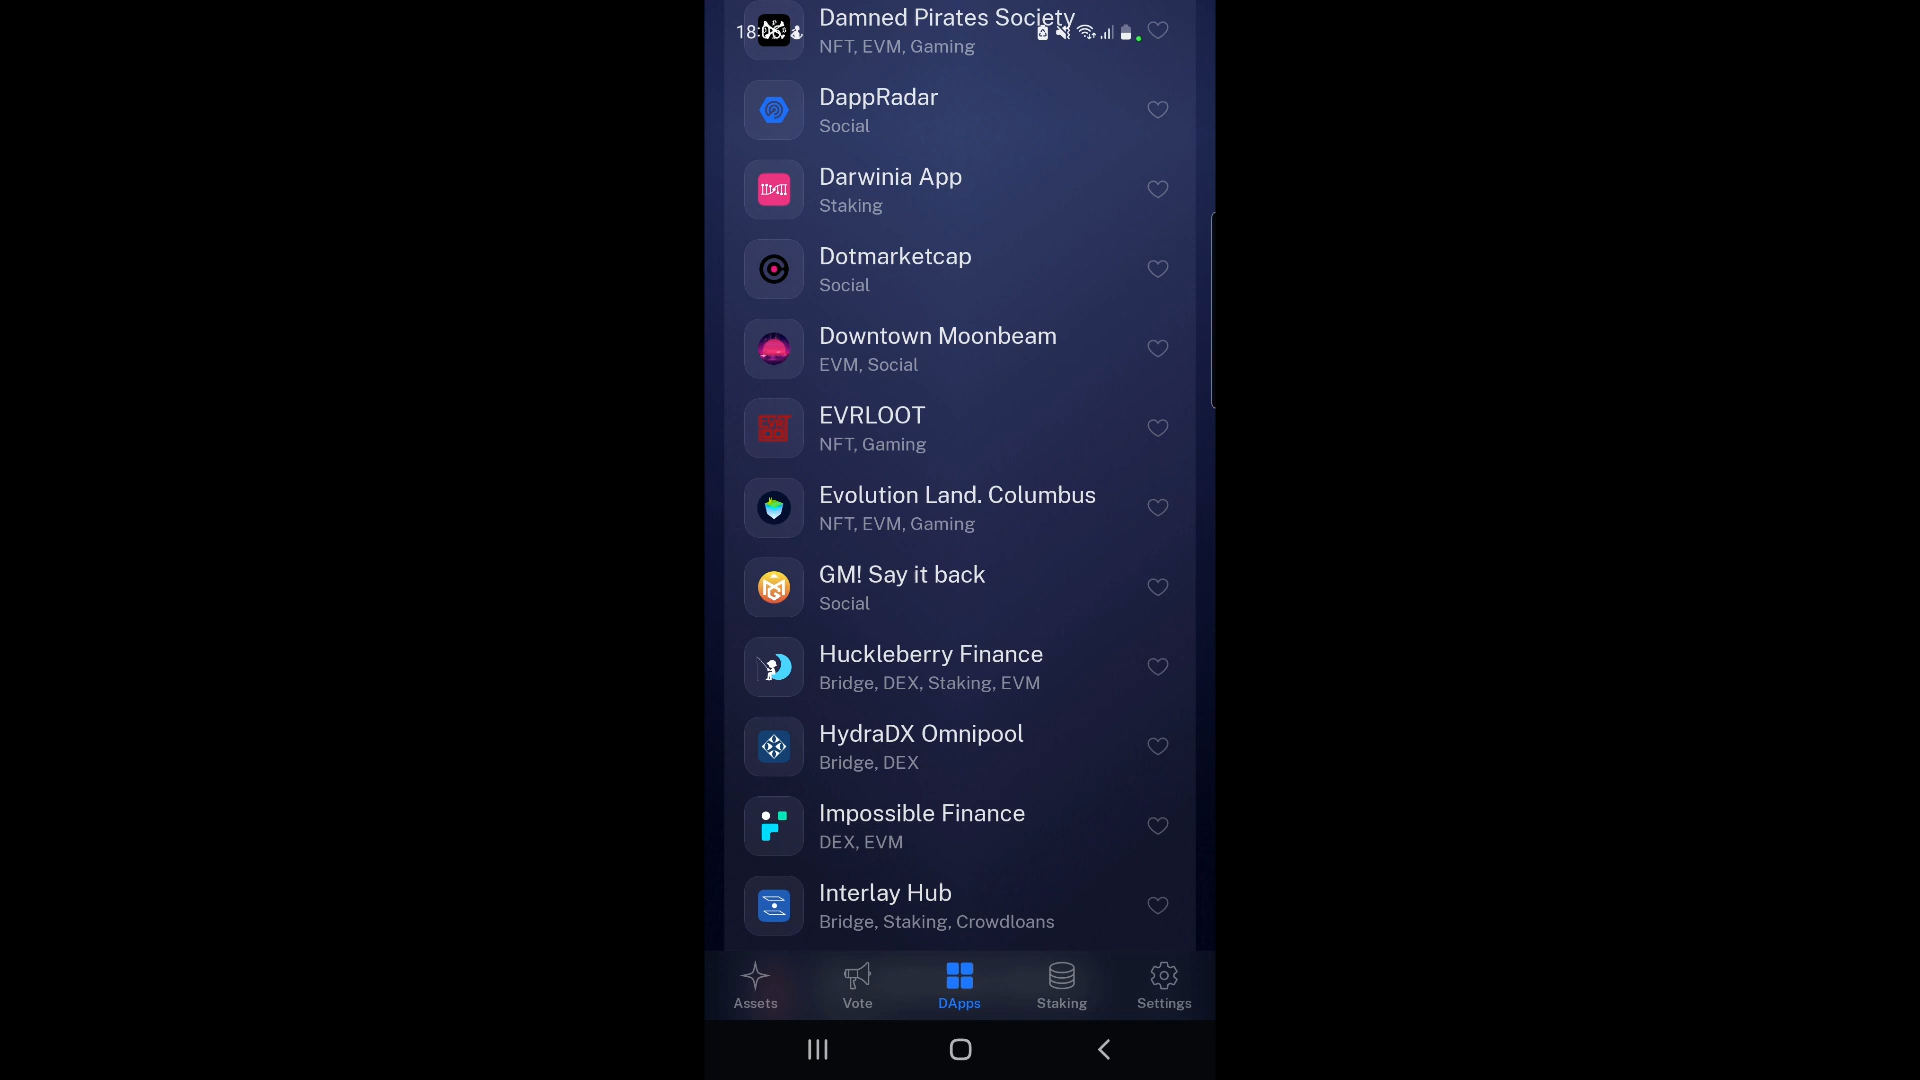 Damned Pirates Society
NFT, EVM, Gaming
DappRadar
Social
Darwinia App
Staking
Dotmarketcap
Social
Downtown Moonbeam
EVM, Social
EVRLOOT
NFT, Gaming
Evolution Land. Columbus
NFT, EVM, Gaming
GM! Say it back
Social
Huckleberry Finance
Bridge, DEX, Staking, EVM
HydraDX Omnipool
Bridge, DEX
Impossible Finance
DEX, EVM
Interlay Hub
Bridge, Staking, Crowdloans
Assets
Vote
DApps
Staking
Settings